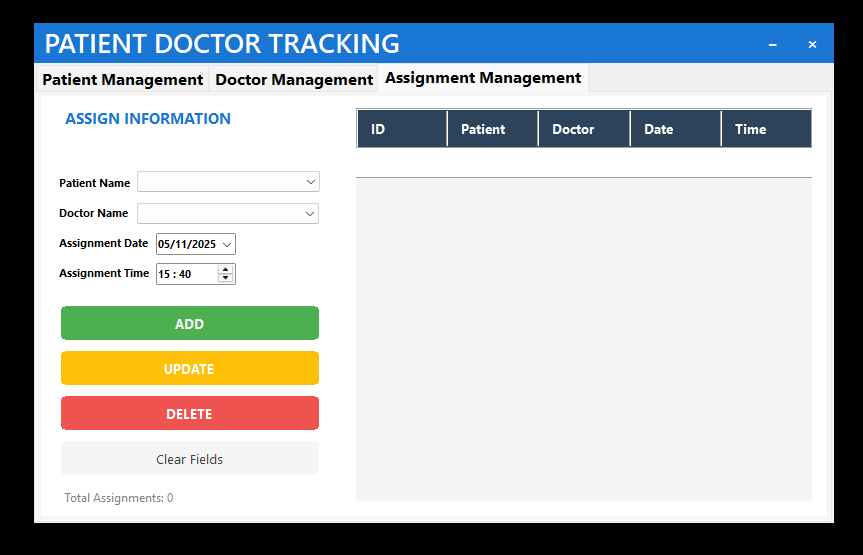 PATIENT DOCTOR TRACKING
Patient Management Doctor Management Assignment Management
ASSIGN INFORMATION
Patient Name
Doctor Name
Assignment Date 05/11/2025
Assignment Time 15 : 40
ADD
UPDATE
DELETE
Clear Fields
Total Assignments: 0
ID Patient Doctor Date Time